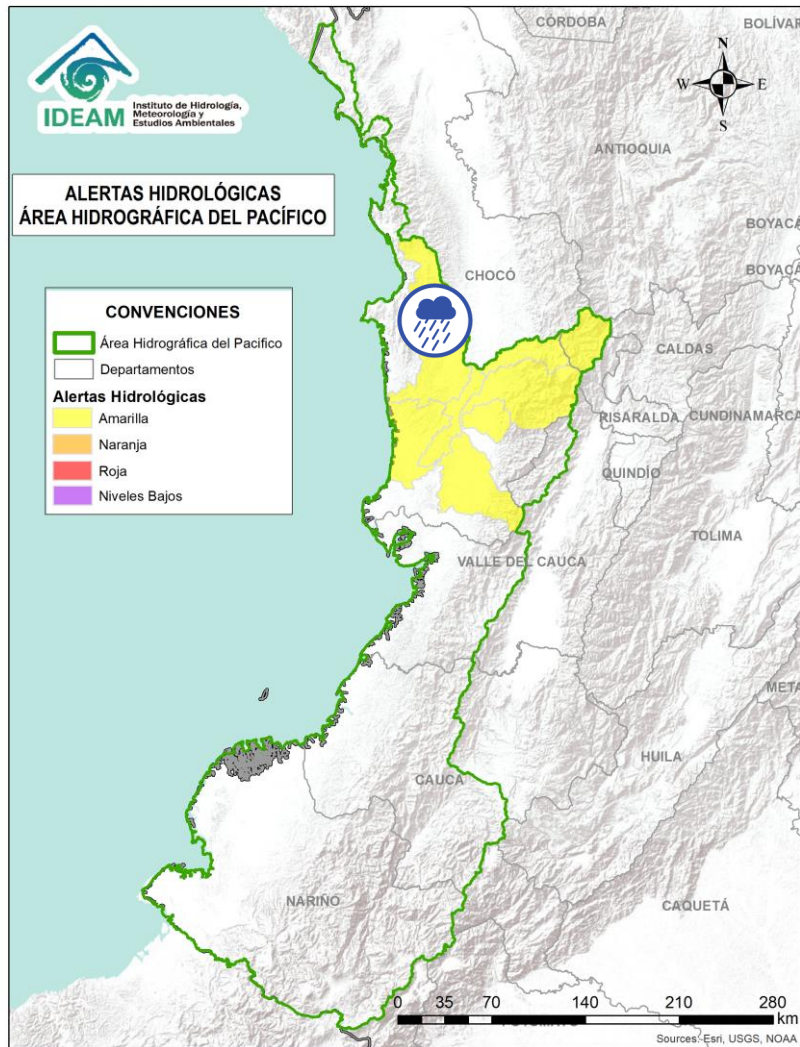 CÓRDOBA
BOLÍVAR
IDEAM
Instituto de Hidrología,
Meteorología y
Estudios Ambientales
N
W
E
S
ANTIOQUIA
ALERTAS HIDROLÓGICAS
ÁREA HIDROGRÁFICA DEL PACÍFICO
BOYACÁ
CHOCÓ
BOYACÁ
CONVENCIONES
Área Hidrográfica del Pacifico
Departamentos
Alertas Hidrológicas
Amarilla
Naranja
Roja
Niveles Bajos
CALDAS
RISARALDA
CUNDINAMARCA
QUINDÍO
TOLIMA
VALLE DEL CAUCA
META
HUILA
CAUCA
NARIÑO
CAQUETÁ
0 35 70 140 210 280
km
Sources: Esri, USGS, NOAA